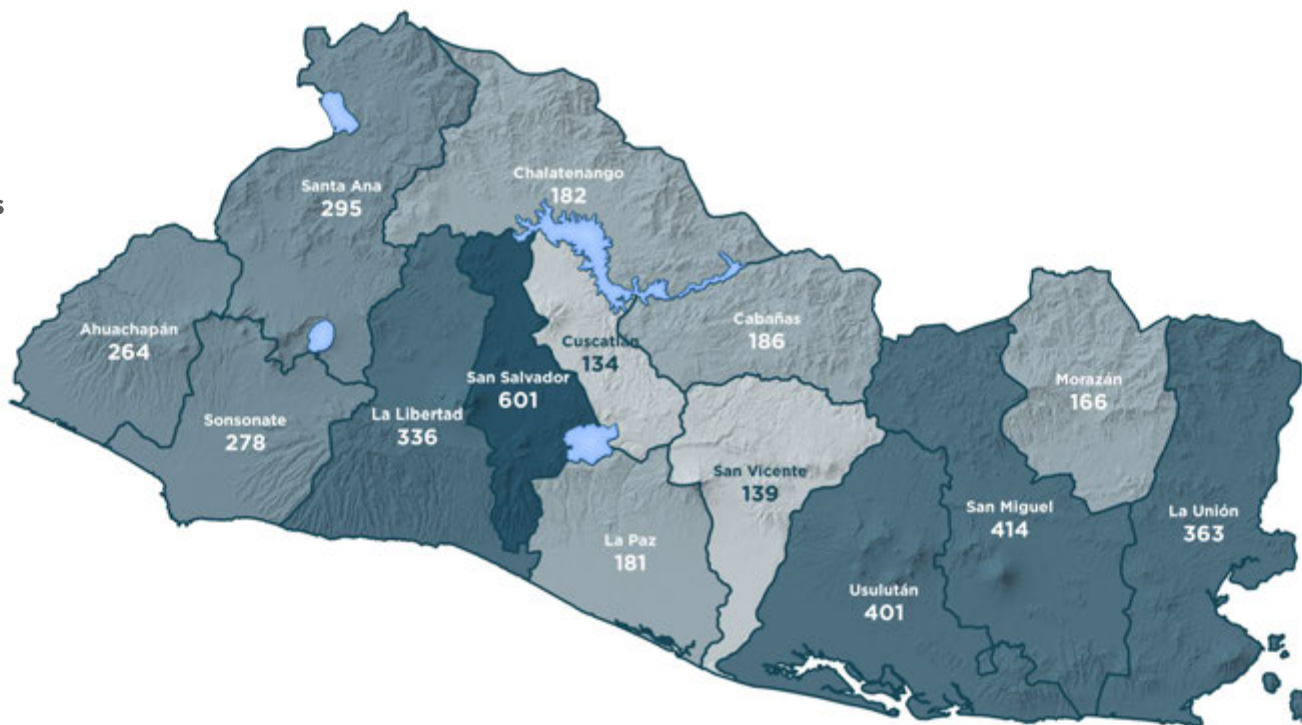 Chalatenango
182
Santa Ana
295
s
Ahuachapán
264
Cabañas
186
Cuscatlán
134
San Salvador
601
Morazán
166
La Libertad
336
Sonsonate
278
San Vicente
139
San Miguel
414
La Unión
363
La Paz
181
Usulután
401